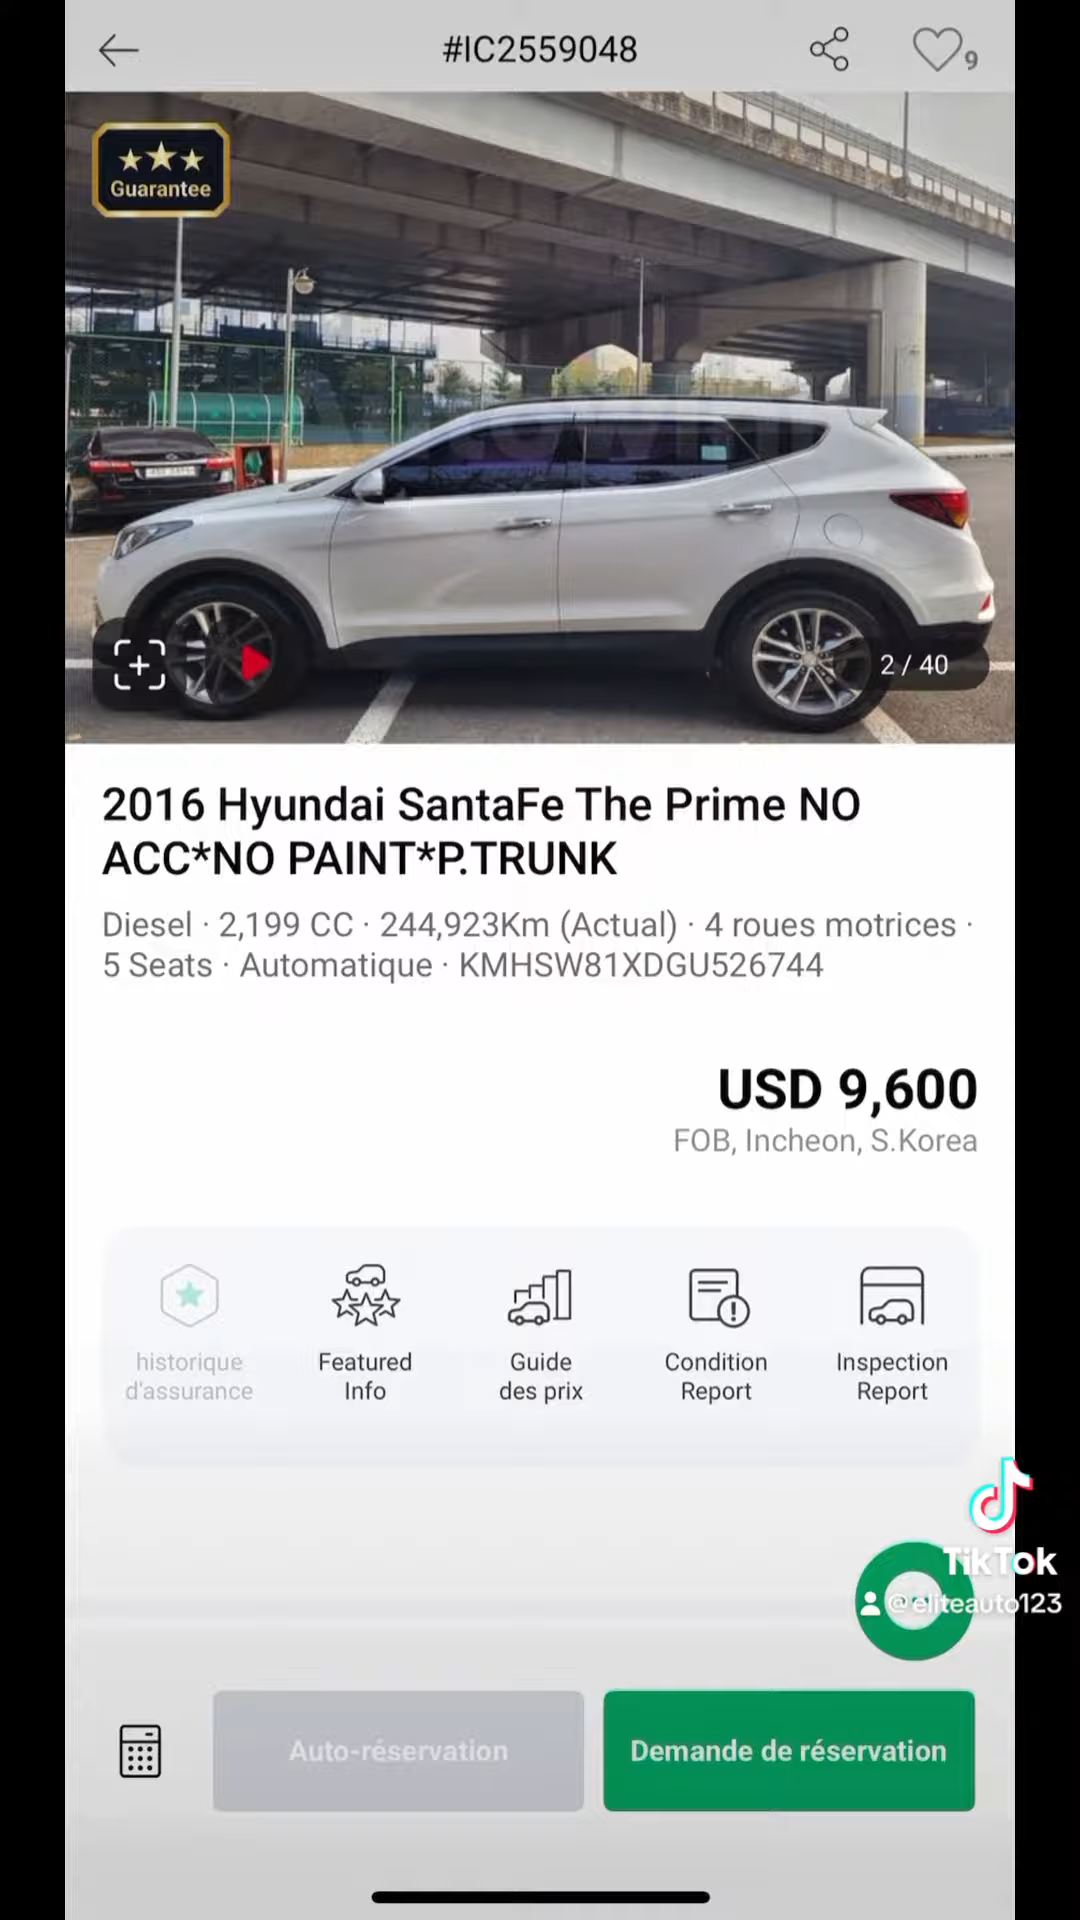 #IC2559048
9
Guarantee
2 / 40
2016 Hyundai SantaFe The Prime NO
ACC*NO PAINT*P.TRUNK
Diesel · 2,199 CC · 244,923Km (Actual) · 4 roues motrices ·
5 Seats · Automatique · KMHSW81XDGU526744
USD 9,600
FOB, Incheon, S.Korea
historique
d'assurance
Featured
Info
Guide
des prix
Condition
Report
Inspection
Report
TikTok
@eliteauto123
Auto-réservation
Demande de réservation